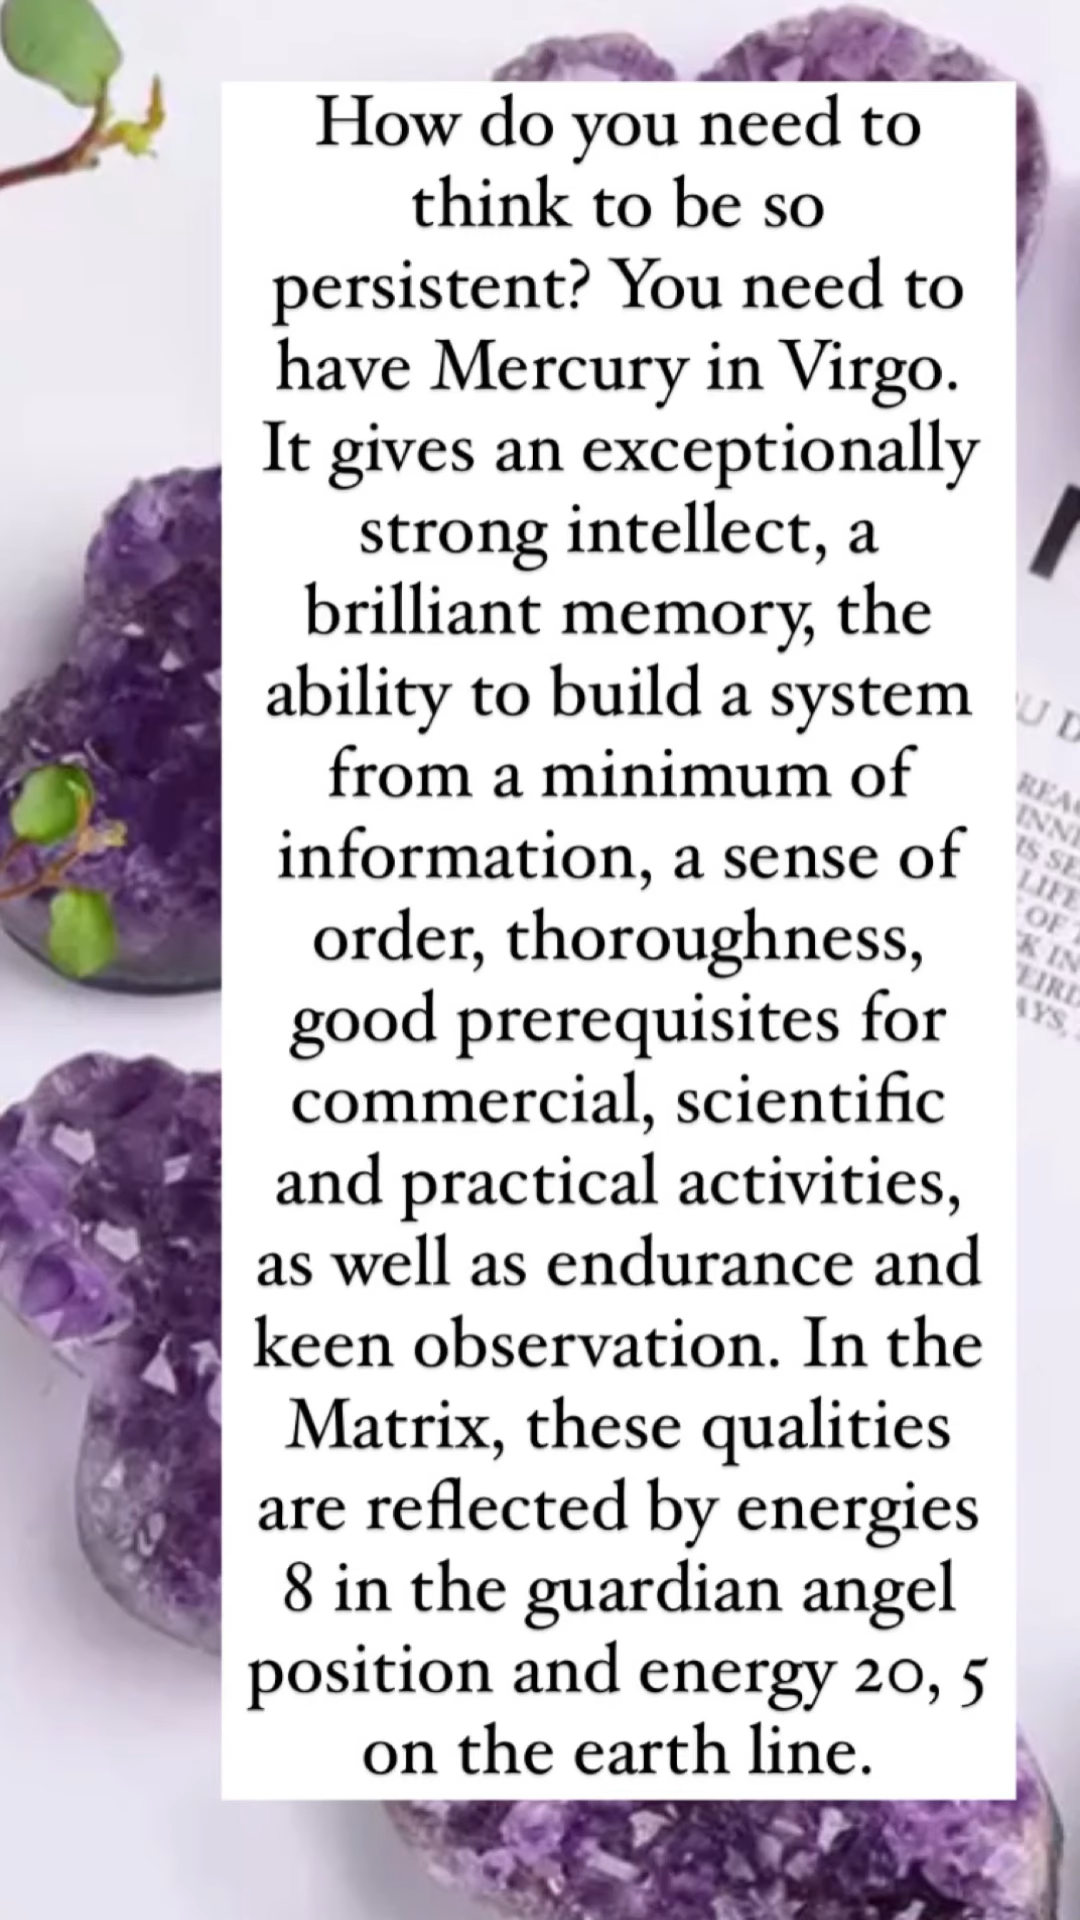 How do you need to
think to be so
persistent? You need to
have Mercury in Virgo.
It gives an exceptionally
strong intellect, a
brilliant memory, the
ability to build a system
from a minimum of
information, a sense of
order, thoroughness,
good prerequisites for
commercial, scientific
and practical activities,
as well as endurance and
keen observation. In the
Matrix, these qualities
are reflected by energies
8 in the guardian angel
position and energy 20, 5
on the earth line.
LIFE
OF